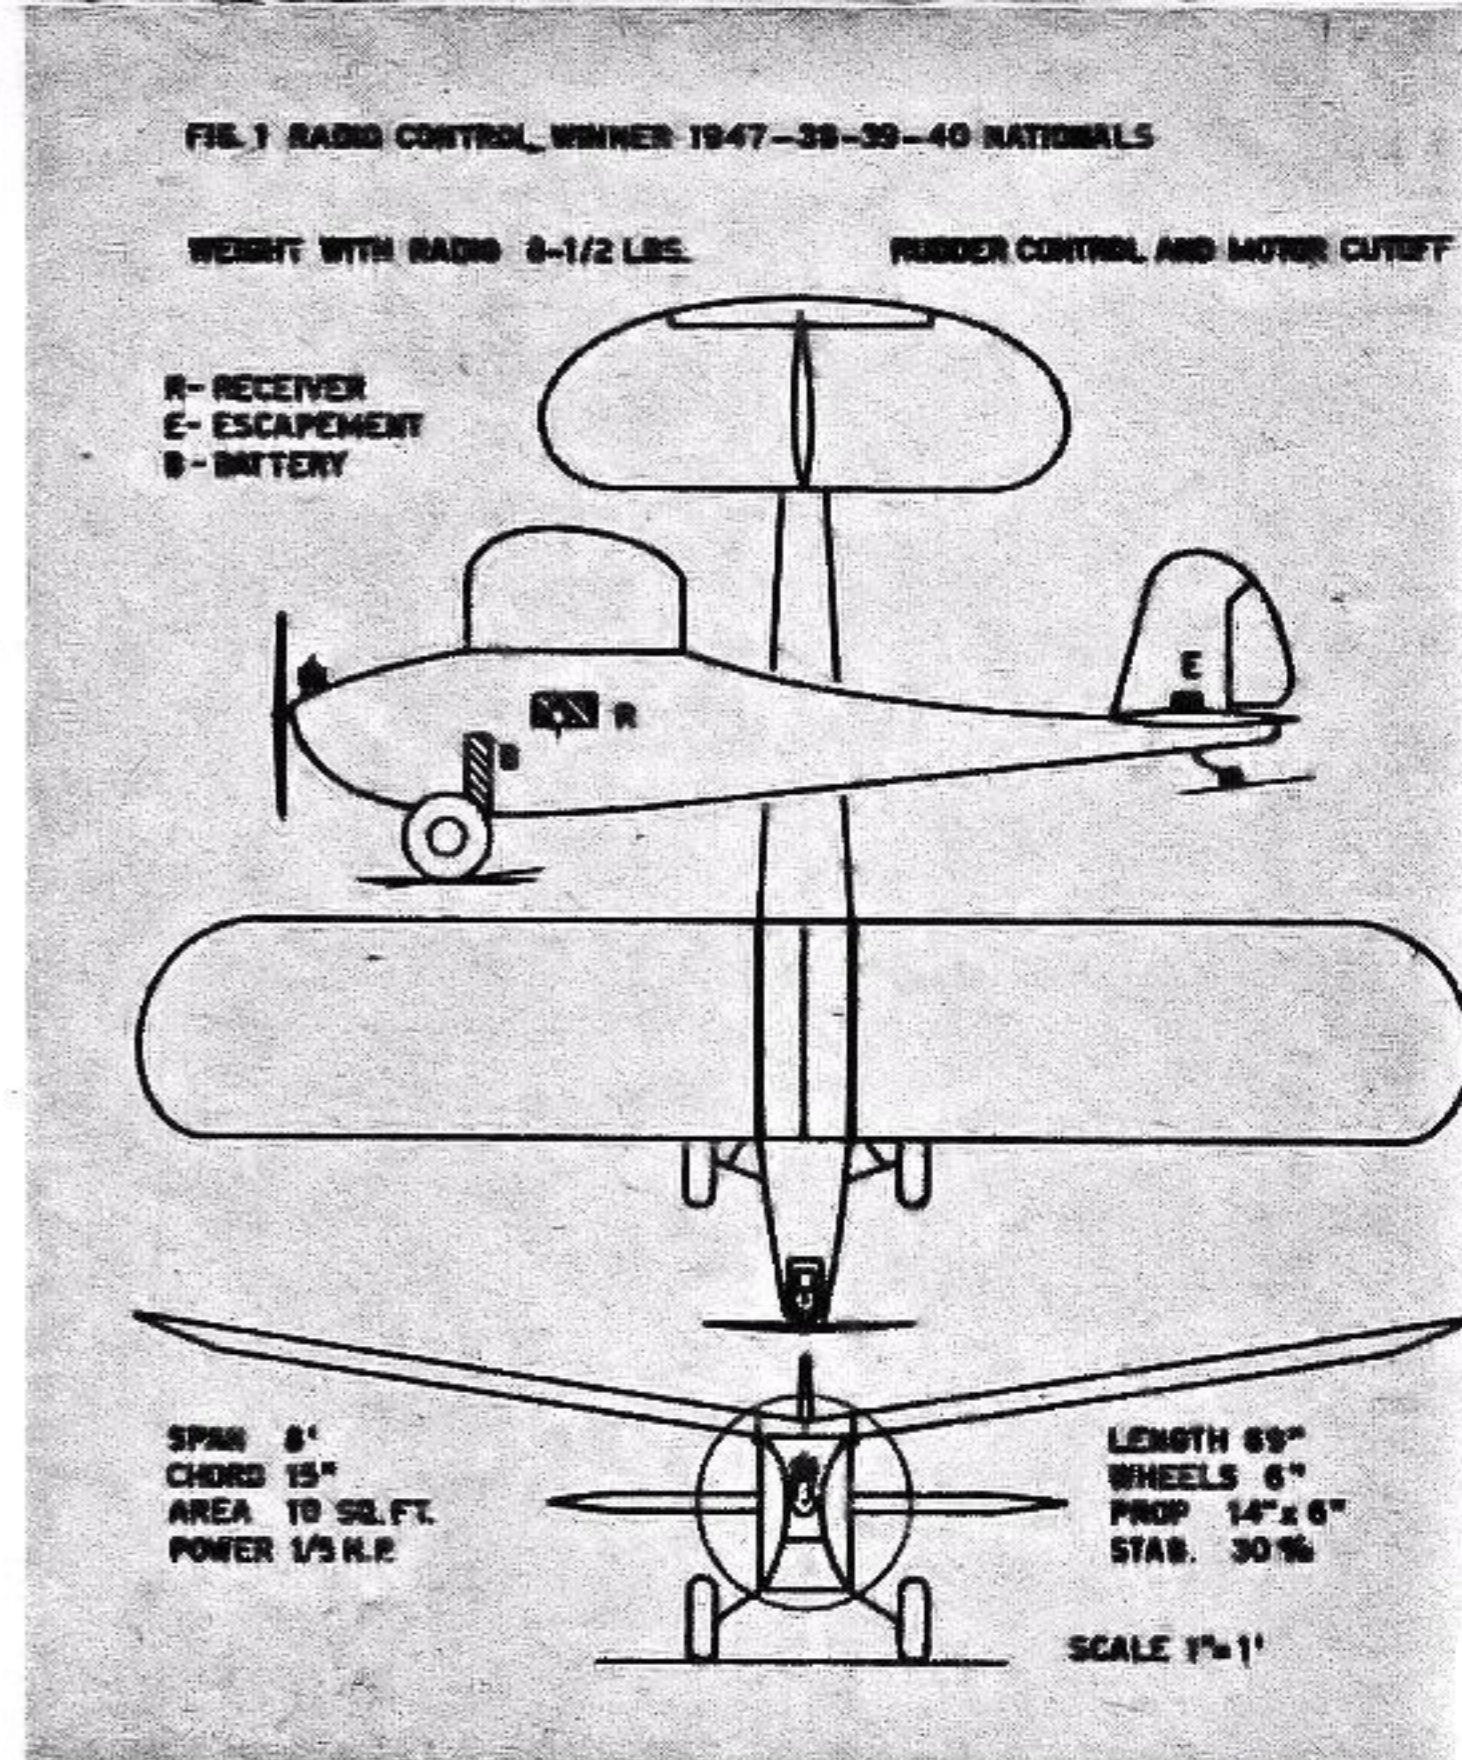 FIG. 1 RADIO CONTROL, WINNER 1947-38-39-40 NATIONALS
WEIGHT WITH RADIO 8-1/2 LBS. RUDDER CONTROL AND MOTOR CUTOFF
R- RECEIVER
E- ESCAPEMENT
B- BATTERY
E
R
B
SPAN 8'
CHORD 15"
AREA 10 SQ. FT.
POWER 1/5 H.P.
LENGTH 69"
WHEELS 6"
PROP 14" x 6"
STAB. 30%
SCALE 1"=1'